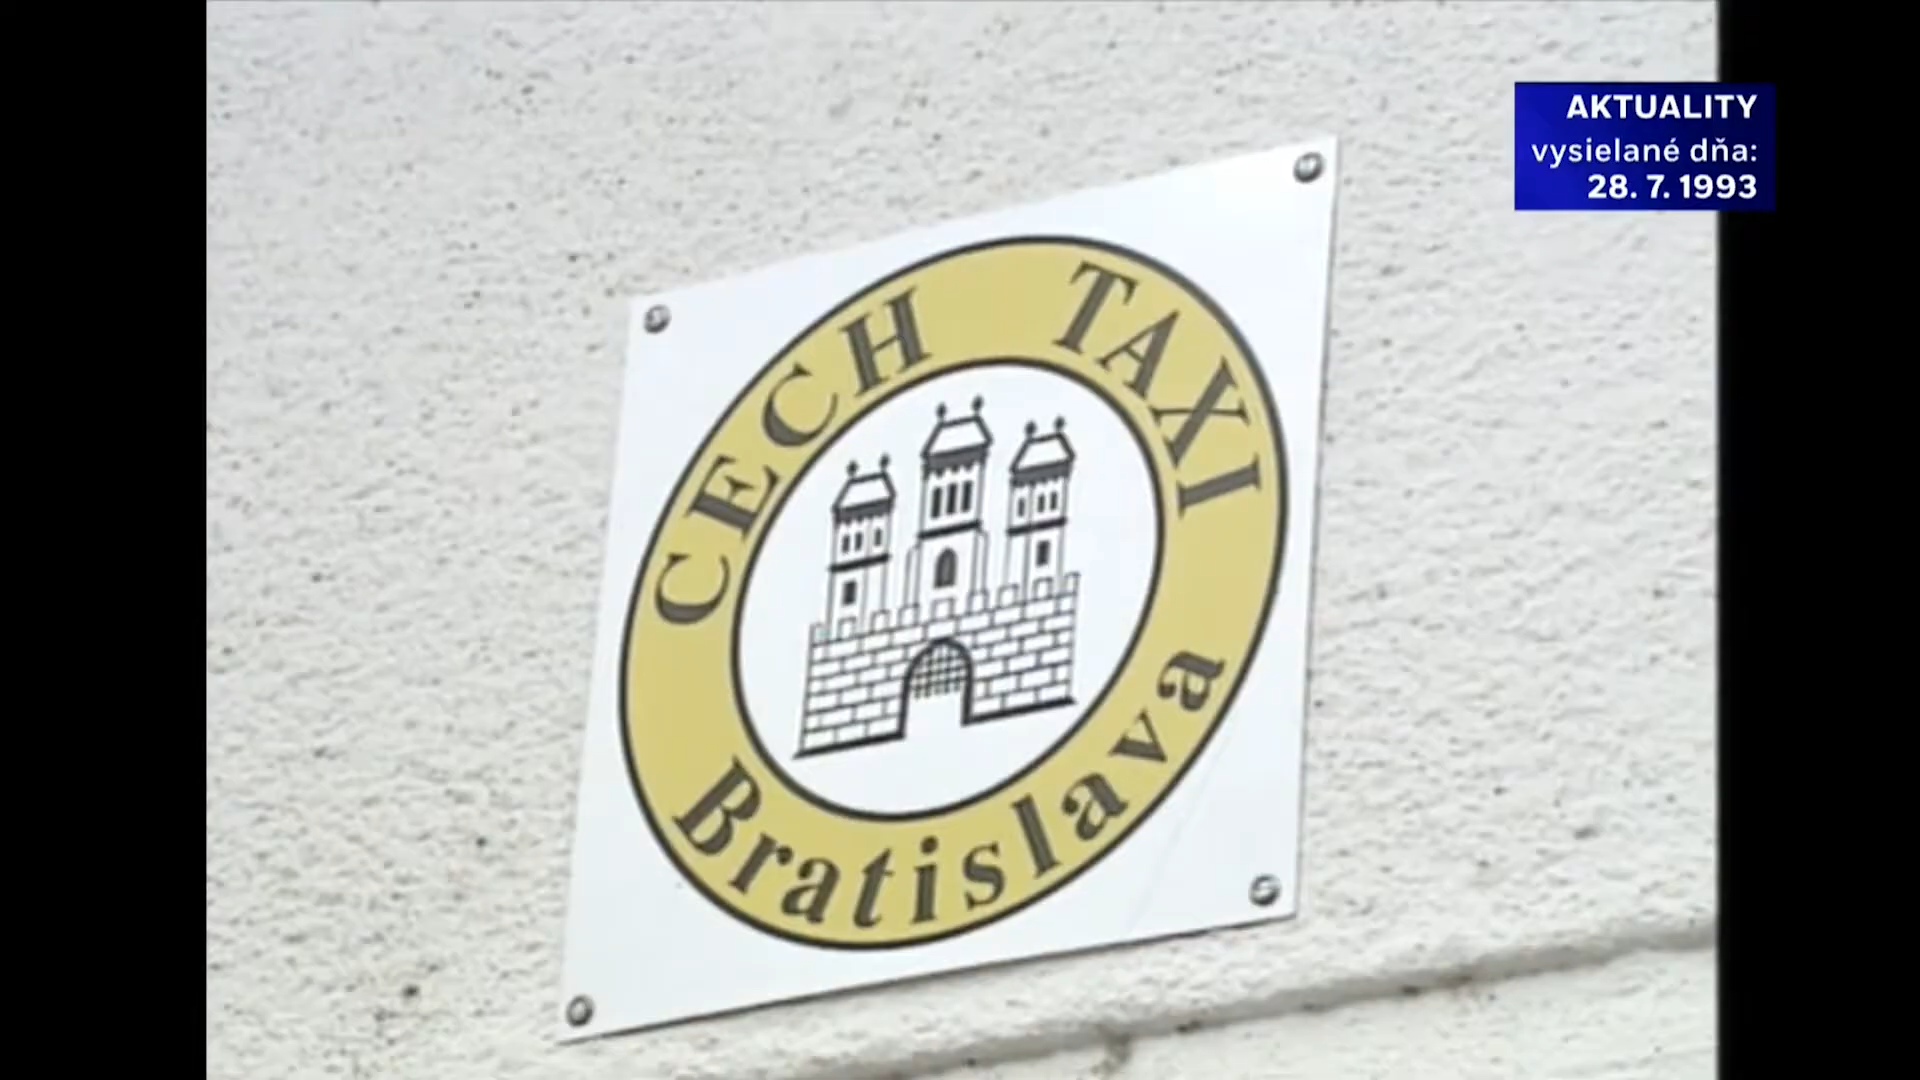 AKTUALITY
vysielané dňa:
28. 7. 1993
CECH TAXI
Bratislava